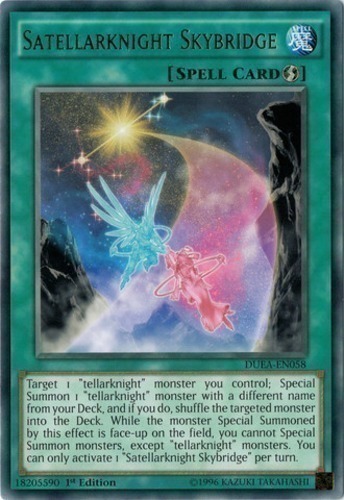 SATELLARKNIGHT SKYBRIDGE 魔
[SPELL CARD]
DUEA-EN058
Target 1 "tellarknight" monster you control; Special
Summon 1 "tellarknight" monster with a different name
from your Deck, and if you do, shuffle the targeted monster
into the Deck. While the monster Special Summoned
by this effect is face-up on the field, you cannot Special
Summon monsters, except "tellarknight" monsters. You
can only activate 1 "Satellarknight Skybridge" per turn.
18205590 1st Edition ©1996 KAZUKI TAKAHASHI